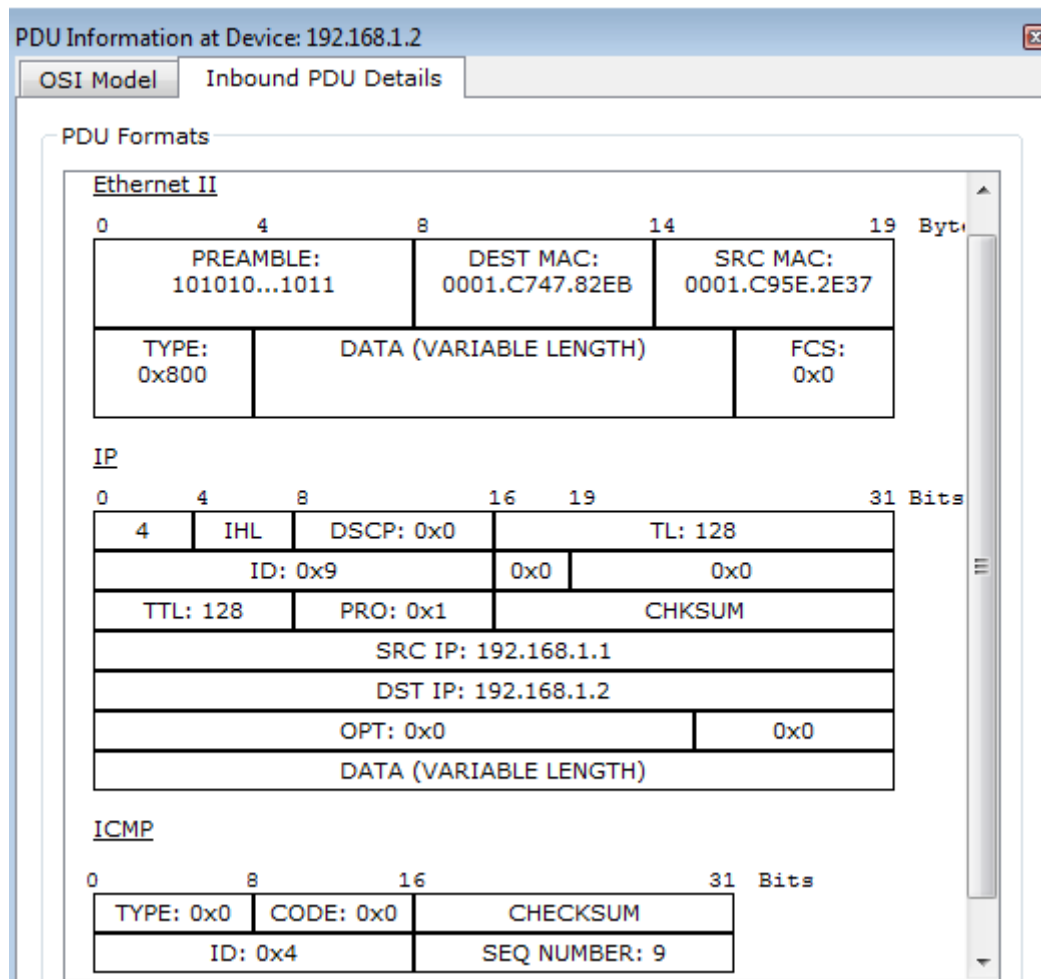 PDU Information at Device: 192.168.1.2
OSI Model Inbound PDU Details
PDU Formats
Ethernet II
0 4 8 14 19 Byt
PREAMBLE: DEST MAC: SRC MAC:
101010...1011 0001.C747.82EB 0001.C95E.2E37
TYPE: DATA (VARIABLE LENGTH) FCS:
0x800 0x0
IP
0 4 8 16 19 31 Bits
4 IHL DSCP: 0x0 TL: 128
ID: 0x9 0x0 0x0
TTL: 128 PRO: 0x1 CHKSUM
SRC IP: 192.168.1.1
DST IP: 192.168.1.2
OPT: 0x0 0x0
DATA (VARIABLE LENGTH)
ICMP
0 8 16 31 Bits
TYPE: 0x0 CODE: 0x0 CHECKSUM
ID: 0x4 SEQ NUMBER: 9